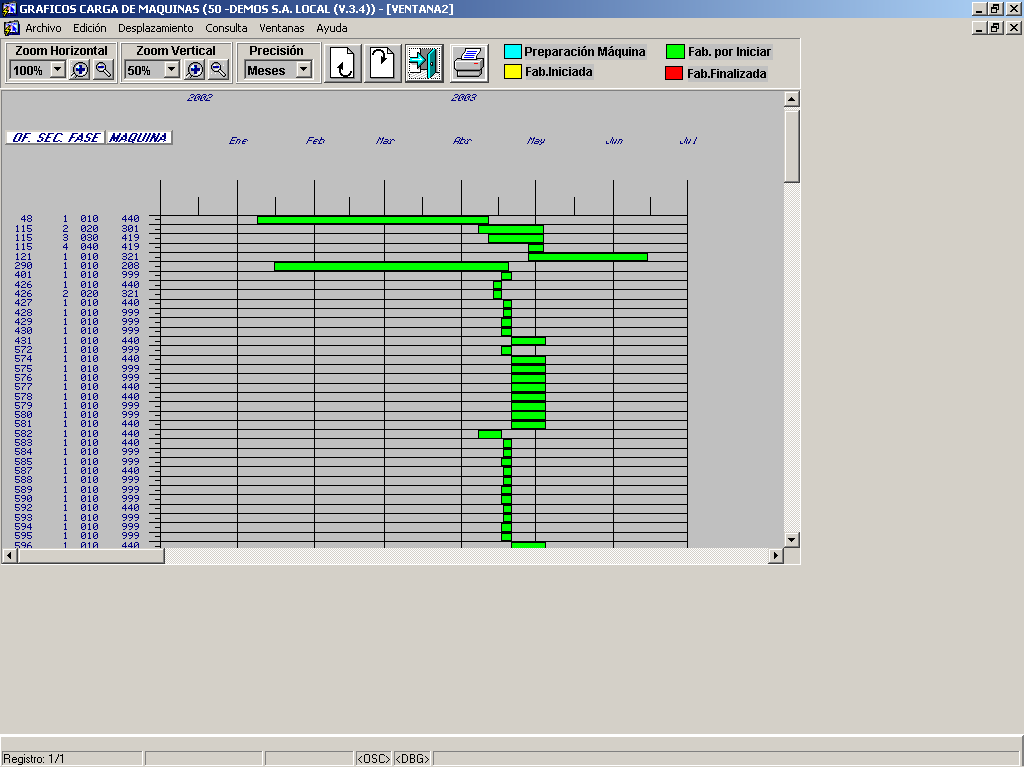 GRAFICOS CARGA DE MAQUINAS (50 -DEMOS S.A. LOCAL (V.3.4)) - [VENTANA2]
Archivo Edición Desplazamiento Consulta Ventanas Ayuda
Zoom Horizontal Zoom Vertical Precisión
100% 50% Meses
Preparación Máquina Fab. por Iniciar
Fab.Iniciada Fab.Finalizada
2002 2003
OF. SEC. FASE MAQUINA
Ene Feb Mar Abr May Jun Jul
48 1 010 440
115 2 020 301
115 3 030 419
115 4 040 419
121 1 010 321
290 1 010 208
401 1 010 999
426 1 010 440
426 2 020 321
427 1 010 440
428 1 010 999
429 1 010 999
430 1 010 999
431 1 010 440
572 1 010 999
574 1 010 440
575 1 010 999
576 1 010 999
577 1 010 440
578 1 010 440
579 1 010 999
580 1 010 999
581 1 010 440
582 1 010 440
583 1 010 440
584 1 010 999
585 1 010 999
587 1 010 440
588 1 010 999
589 1 010 999
590 1 010 999
592 1 010 440
593 1 010 999
594 1 010 999
595 1 010 999
596 1 010 440
Registro: 1/1 <OSC> <DBG>